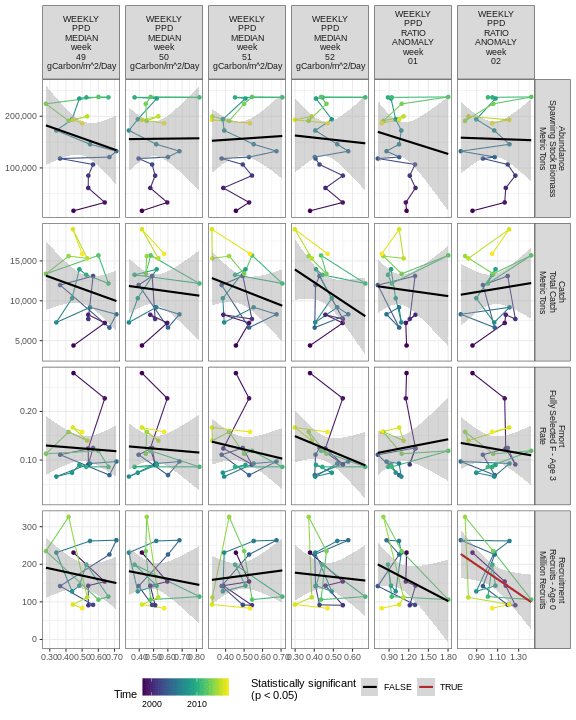 WEEKLY
PPD
MEDIAN
week
49
gCarbon/m^2/Day
WEEKLY
PPD
MEDIAN
week
50
gCarbon/m^2/Day
WEEKLY
PPD
MEDIAN
week
51
gCarbon/m^2/Day
WEEKLY
PPD
MEDIAN
week
52
gCarbon/m^2/Day
WEEKLY
PPD
RATIO
ANOMALY
week
01
WEEKLY
PPD
RATIO
ANOMALY
week
02
200,000
100,000
Abundance
Spawning Stock Biomass
Metric Tons
15,000
10,000
5,000
Catch
Total Catch
Metric Tons
0.20
0.10
Fmort
Fully Selected F - Age 3
Rate
300
200
100
0
Recruitment
Recruits - Age 0
Million Recruits
0.30 0.40 0.50 0.60 0.70
0.40 0.50 0.60 0.70 0.80
0.40 0.50 0.60 0.70
0.30 0.40 0.50 0.60
0.90 1.20 1.50 1.80
0.90 1.10 1.30
Time
2000 2010
Statistically significant
(p < 0.05)
FALSE
TRUE